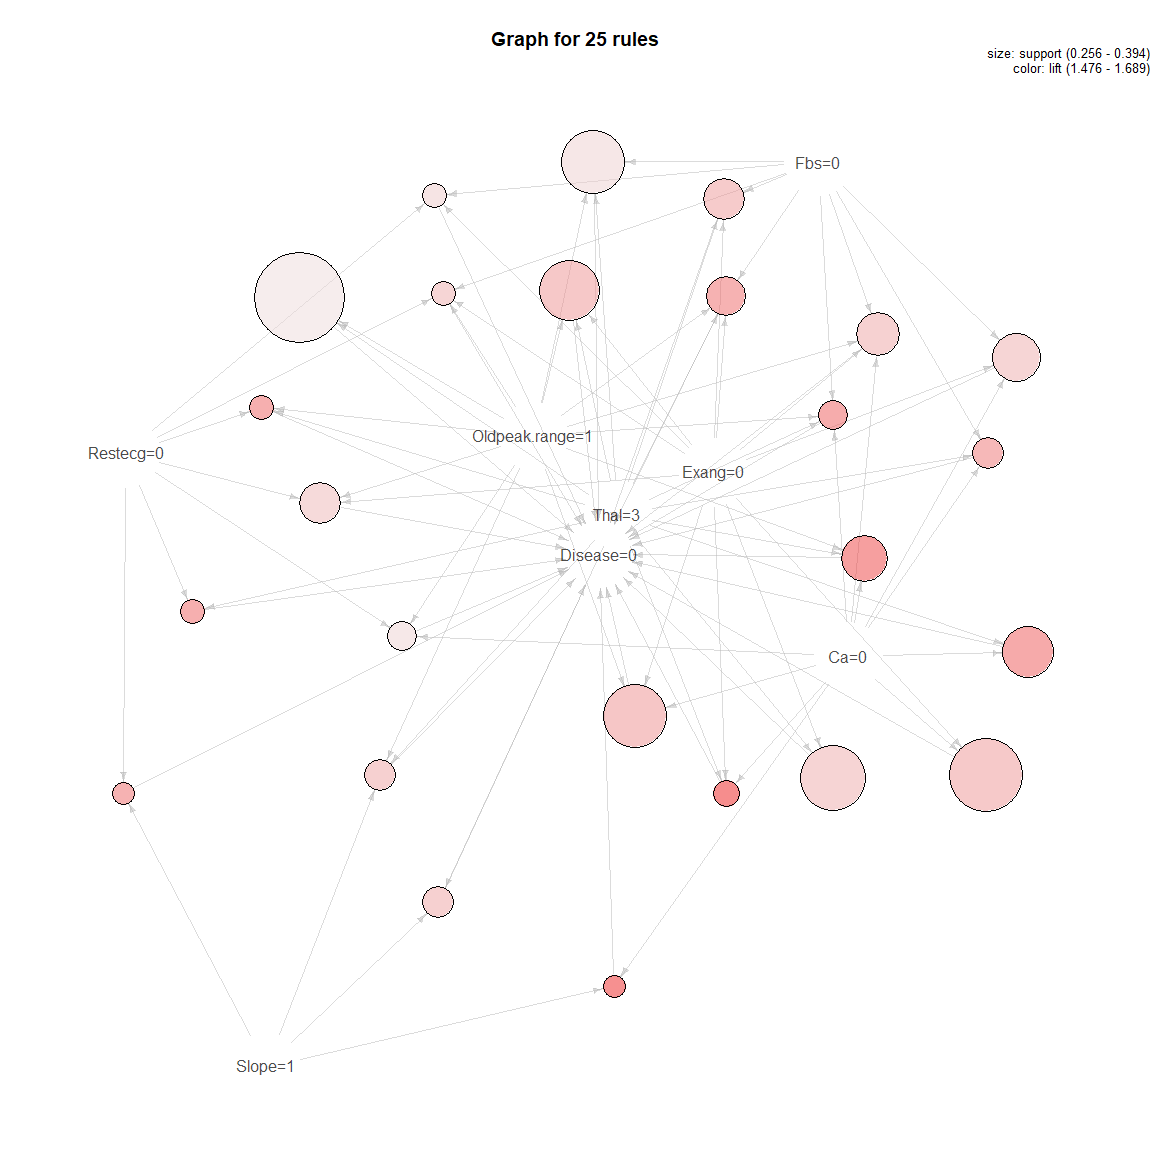 Graph for 25 rules
size: support (0.256 - 0.394)
color: lift (1.476 - 1.689)
Fbs=0
Oldpeak.range=1
Restecg=0
Exang=0
Thal=3
Disease=0
Ca=0
Slope=1